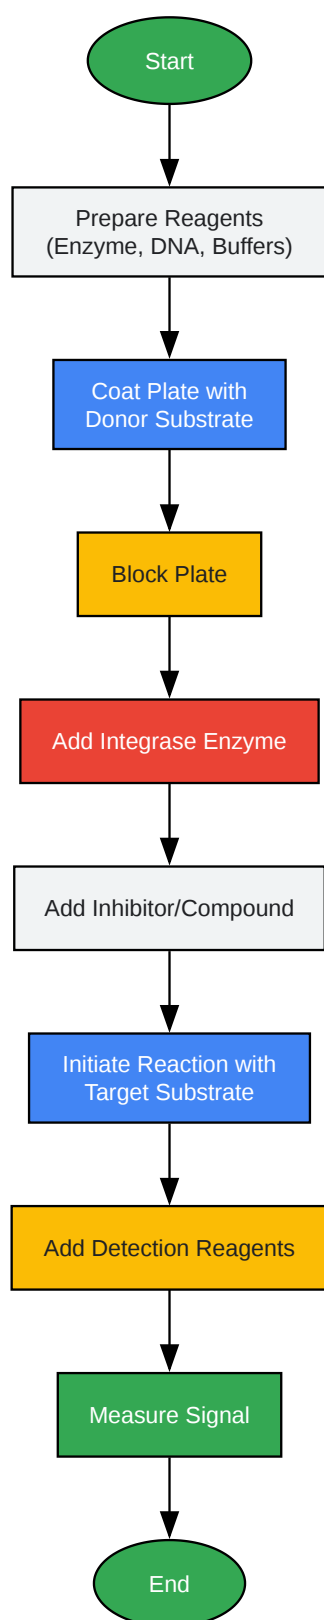 Start
Prepare Reagents
(Enzyme, DNA, Buffers)
Coat Plate with
Donor Substrate
Block Plate
Add Integrase Enzyme
Add Inhibitor/Compound
Initiate Reaction with
Target Substrate
Add Detection Reagents
Measure Signal
End